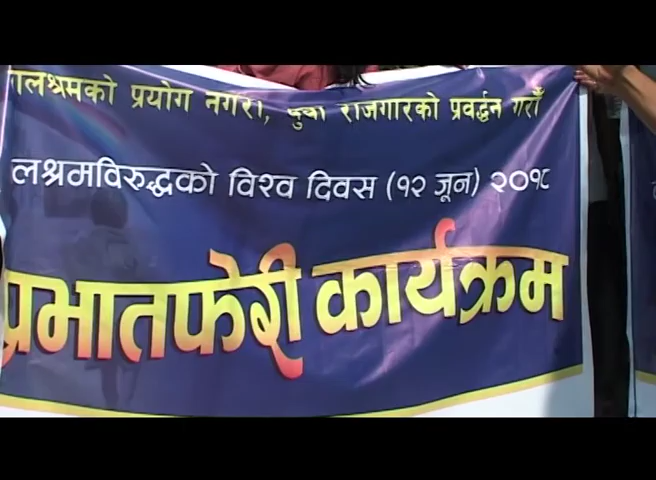 ालश्रमको प्रयोग नगरौ, युवा राजगारको प्रवर्द्धन गरौँ
लश्रमविरुद्धको विश्व दिवस (१२ जून) २०१८
प्रभातफेरी कार्यक्रम